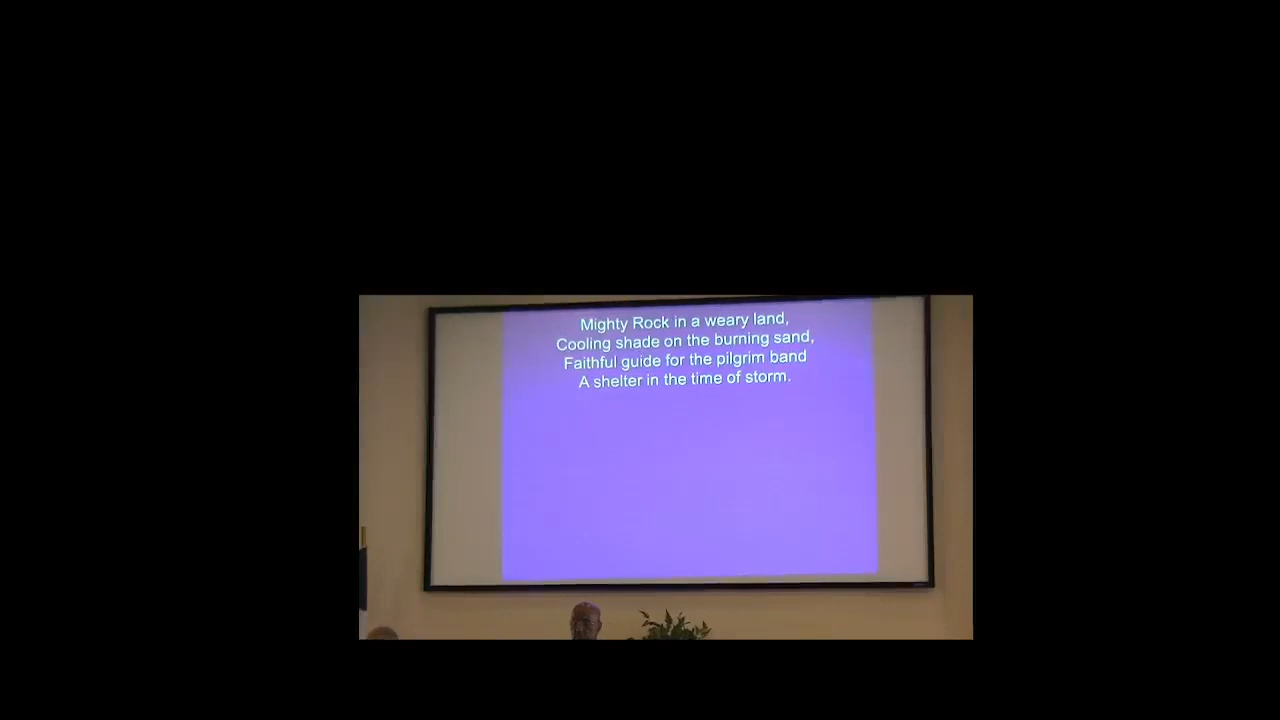 Mighty Rock in a weary land,
Cooling shade on the burning sand,
Faithful guide for the pilgrim band
A shelter in the time of storm.